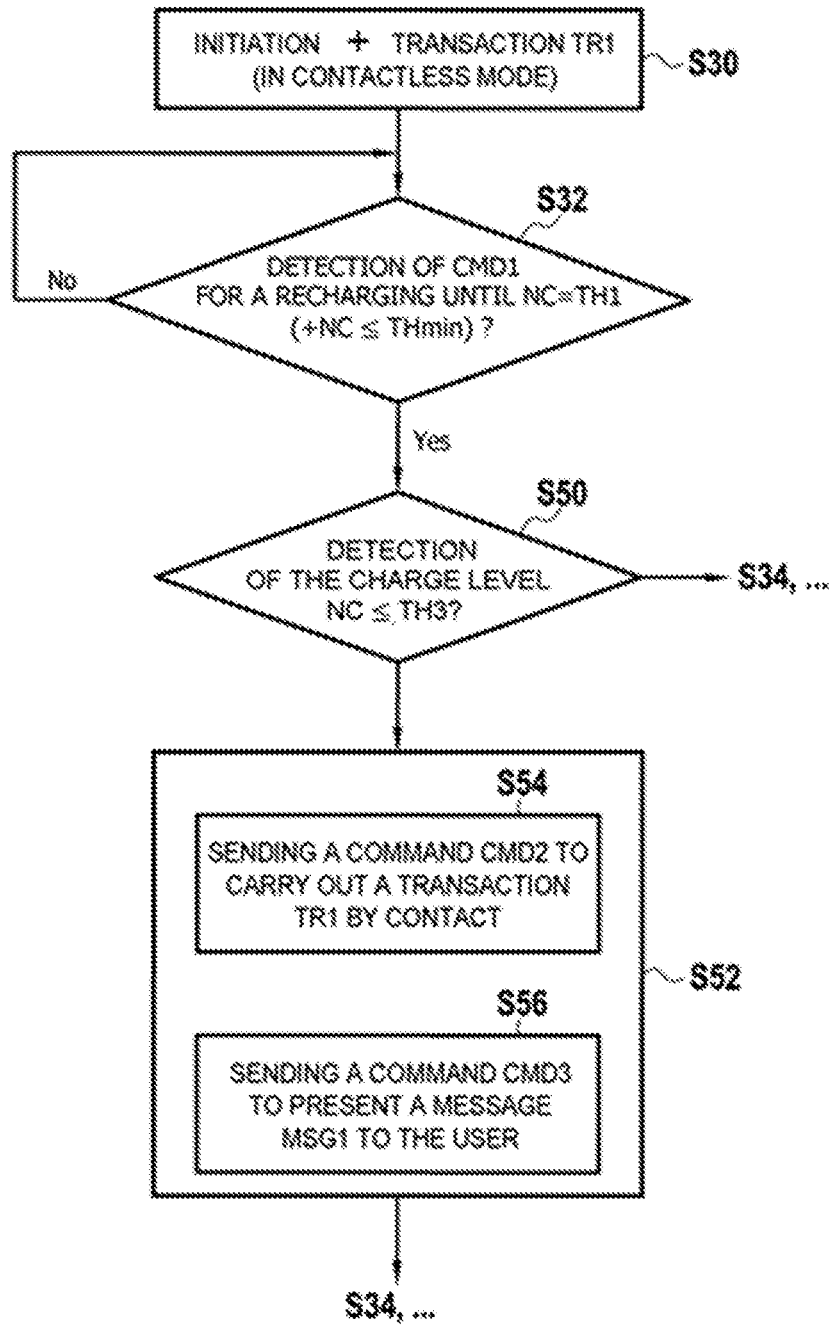 INITIATION + TRANSACTION TR1
(IN CONTACTLESS MODE)
S30
S32
DETECTION OF CMD1
FOR A RECHARGING UNTIL NC=TH1
(+NC ≤ THmin) ?
No
Yes
S50
DETECTION
OF THE CHARGE LEVEL
NC ≤ TH3?
S34, ...
S54
SENDING A COMMAND CMD2 TO
CARRY OUT A TRANSACTION
TR1 BY CONTACT
S52
S56
SENDING A COMMAND CMD3
TO PRESENT A MESSAGE
MSG1 TO THE USER
S34, ...